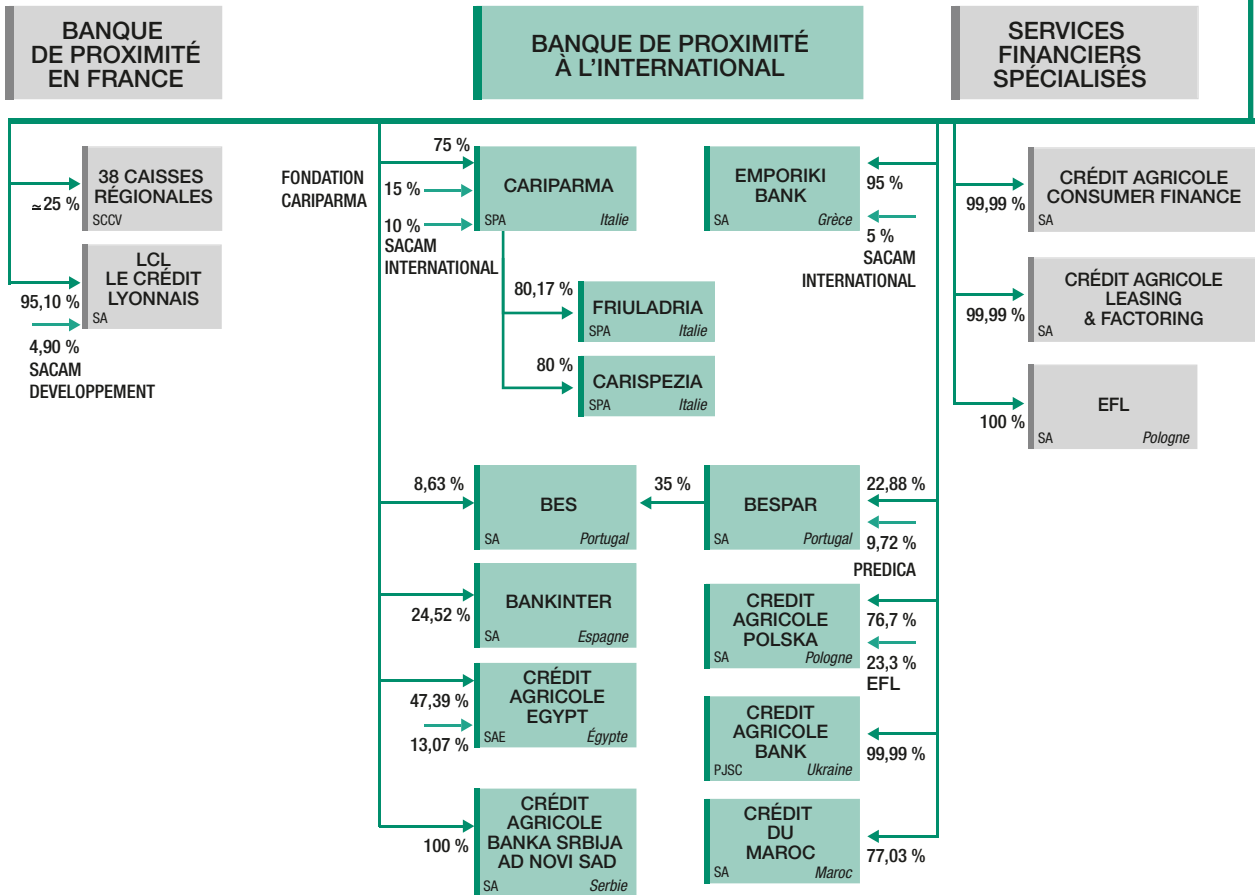 BANQUE
DE PROXIMITÉ
EN FRANCE
BANQUE DE PROXIMITÉ
À L'INTERNATIONAL
SERVICES
FINANCIERS
SPÉCIALISÉS
38 CAISSES
RÉGIONALES
SCCV
≃25 %
LCL
LE CRÉDIT
LYONNAIS
SA
95,10 %
4,90 %
SACAM
DEVELOPPEMENT
75 %
FONDATION
CARIPARMA
15 %
10 %
SACAM
INTERNATIONAL
CARIPARMA
SPA Italie
80,17 %
FRIULADRIA
SPA Italie
80 %
CARISPEZIA
SPA Italie
EMPORIKI
BANK
SA Grèce
95 %
5 %
SACAM
INTERNATIONAL
8,63 %
BES
SA Portugal
35 %
BESPAR
SA Portugal
22,88 %
9,72 %
PREDICA
24,52 %
BANKINTER
SA Espagne
CREDIT
AGRICOLE
POLSKA
SA Pologne
76,7 %
23,3 %
EFL
47,39 %
13,07 %
CRÉDIT
AGRICOLE
EGYPT
SAE Égypte
CREDIT
AGRICOLE
BANK
PJSC Ukraine
99,99 %
100 %
CRÉDIT
AGRICOLE
BANKA SRBIJA
AD NOVI SAD
SA Serbie
CRÉDIT
DU
MAROC
SA Maroc
77,03 %
99,99 %
CRÉDIT AGRICOLE
CONSUMER FINANCE
SA
99,99 %
CRÉDIT AGRICOLE
LEASING
& FACTORING
SA
100 %
EFL
SA Pologne